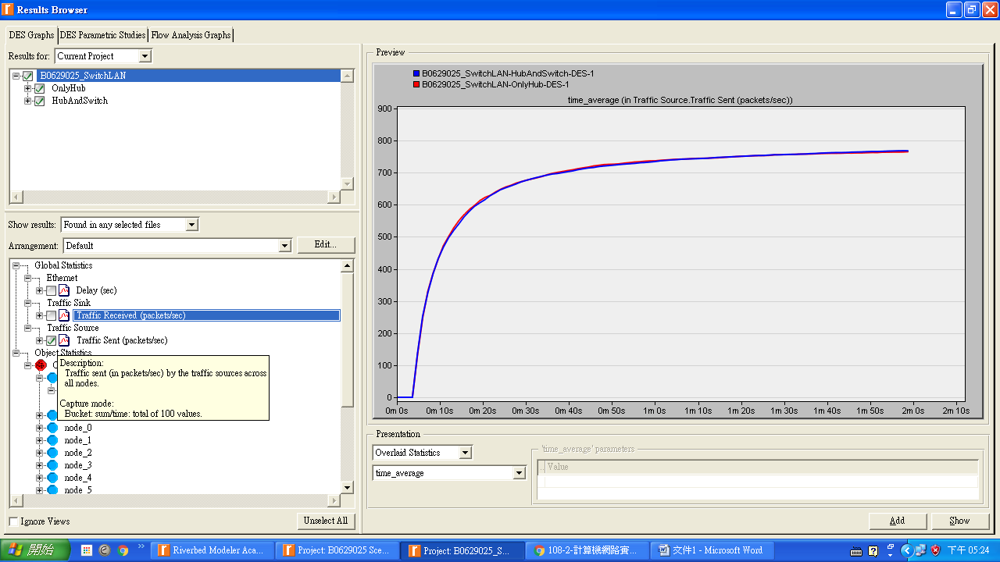 Results Browser
DES Graphs
DES Parametric Studies
Flow Analysis Graphs
Results for:
Current Project
B0629025_SwitchLAN
OnlyHub
HubAndSwitch
Show results:
Found in any selected files
Arrangement:
Default
Edit...
Global Statistics
Ethernet
Delay (sec)
Traffic Sink
Traffic Received (packets/sec)
Traffic Source
Traffic Sent (packets/sec)
Object Statistics
Description:
Traffic sent (in packets/sec) by the traffic sources across
all nodes.
Capture mode:
Bucket: sum/time: total of 100 values.
node_0
node_1
node_2
node_3
node_4
node_5
Ignore Views
Unselect All
Preview
B0629025_SwitchLAN-HubAndSwitch-DES-1
B0629025_SwitchLAN-OnlyHub-DES-1
time_average (in Traffic Source.Traffic Sent (packets/sec))
900
800
700
600
500
400
300
200
100
0
0m 0s
0m 10s
0m 20s
0m 30s
0m 40s
0m 50s
1m 0s
1m 10s
1m 20s
1m 30s
1m 40s
1m 50s
2m 0s
2m 10s
Presentation
Overlaid Statistics
time_average
'time_average' parameters
Value
Add
Show
開始
Riverbed Modeler Aca...
Project: B0629025 Sce...
Project: B0629025_S...
108-2-計算機網路實...
文件1 - Microsoft Word
下午 05:24